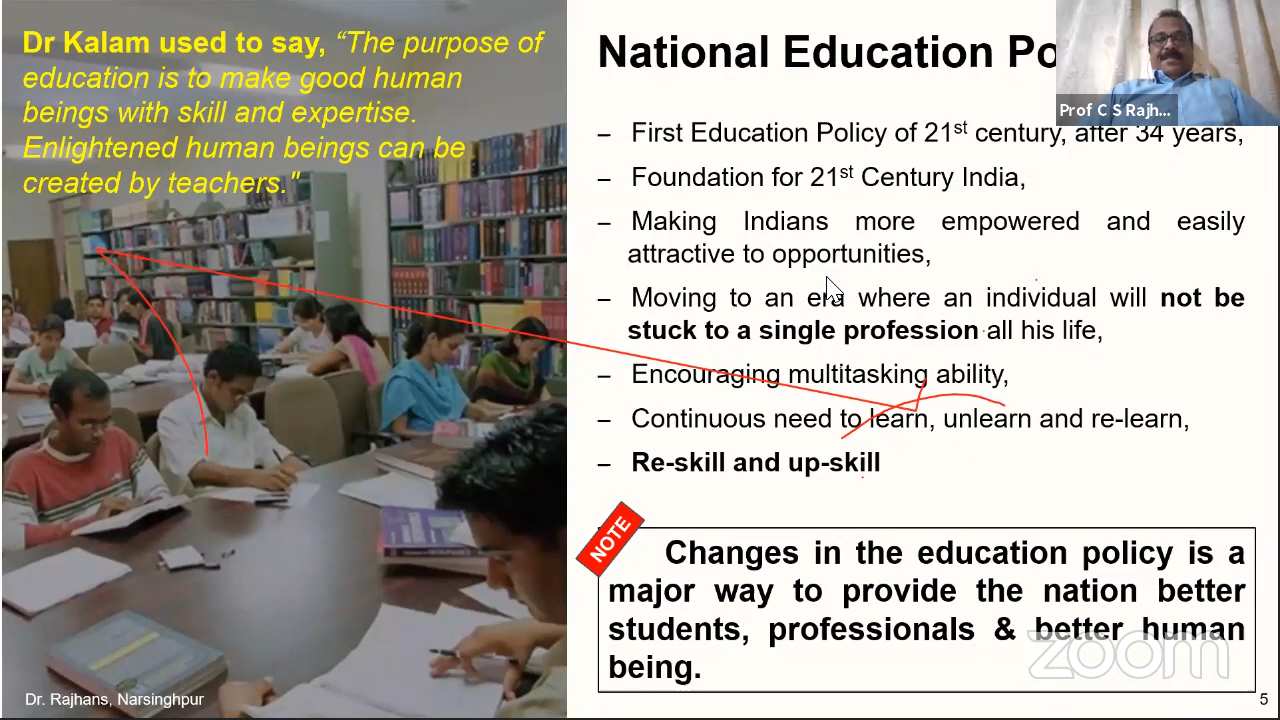 Dr Kalam used to say, “The purpose of
education is to make good human
beings with skill and expertise.
Enlightened human beings can be
created by teachers."
Dr. Rajhans, Narsinghpur
National Education Po
Prof C S Rajh...
– First Education Policy of 21st century, after 34 years,
– Foundation for 21st Century India,
– Making Indians more empowered and easily
attractive to opportunities,
– Moving to an era where an individual will not be
stuck to a single profession all his life,
– Encouraging multitasking ability,
– Continuous need to learn, unlearn and re-learn,
– Re-skill and up-skill
NOTE
Changes in the education policy is a
major way to provide the nation better
students, professionals & better human
being.
zoom
5